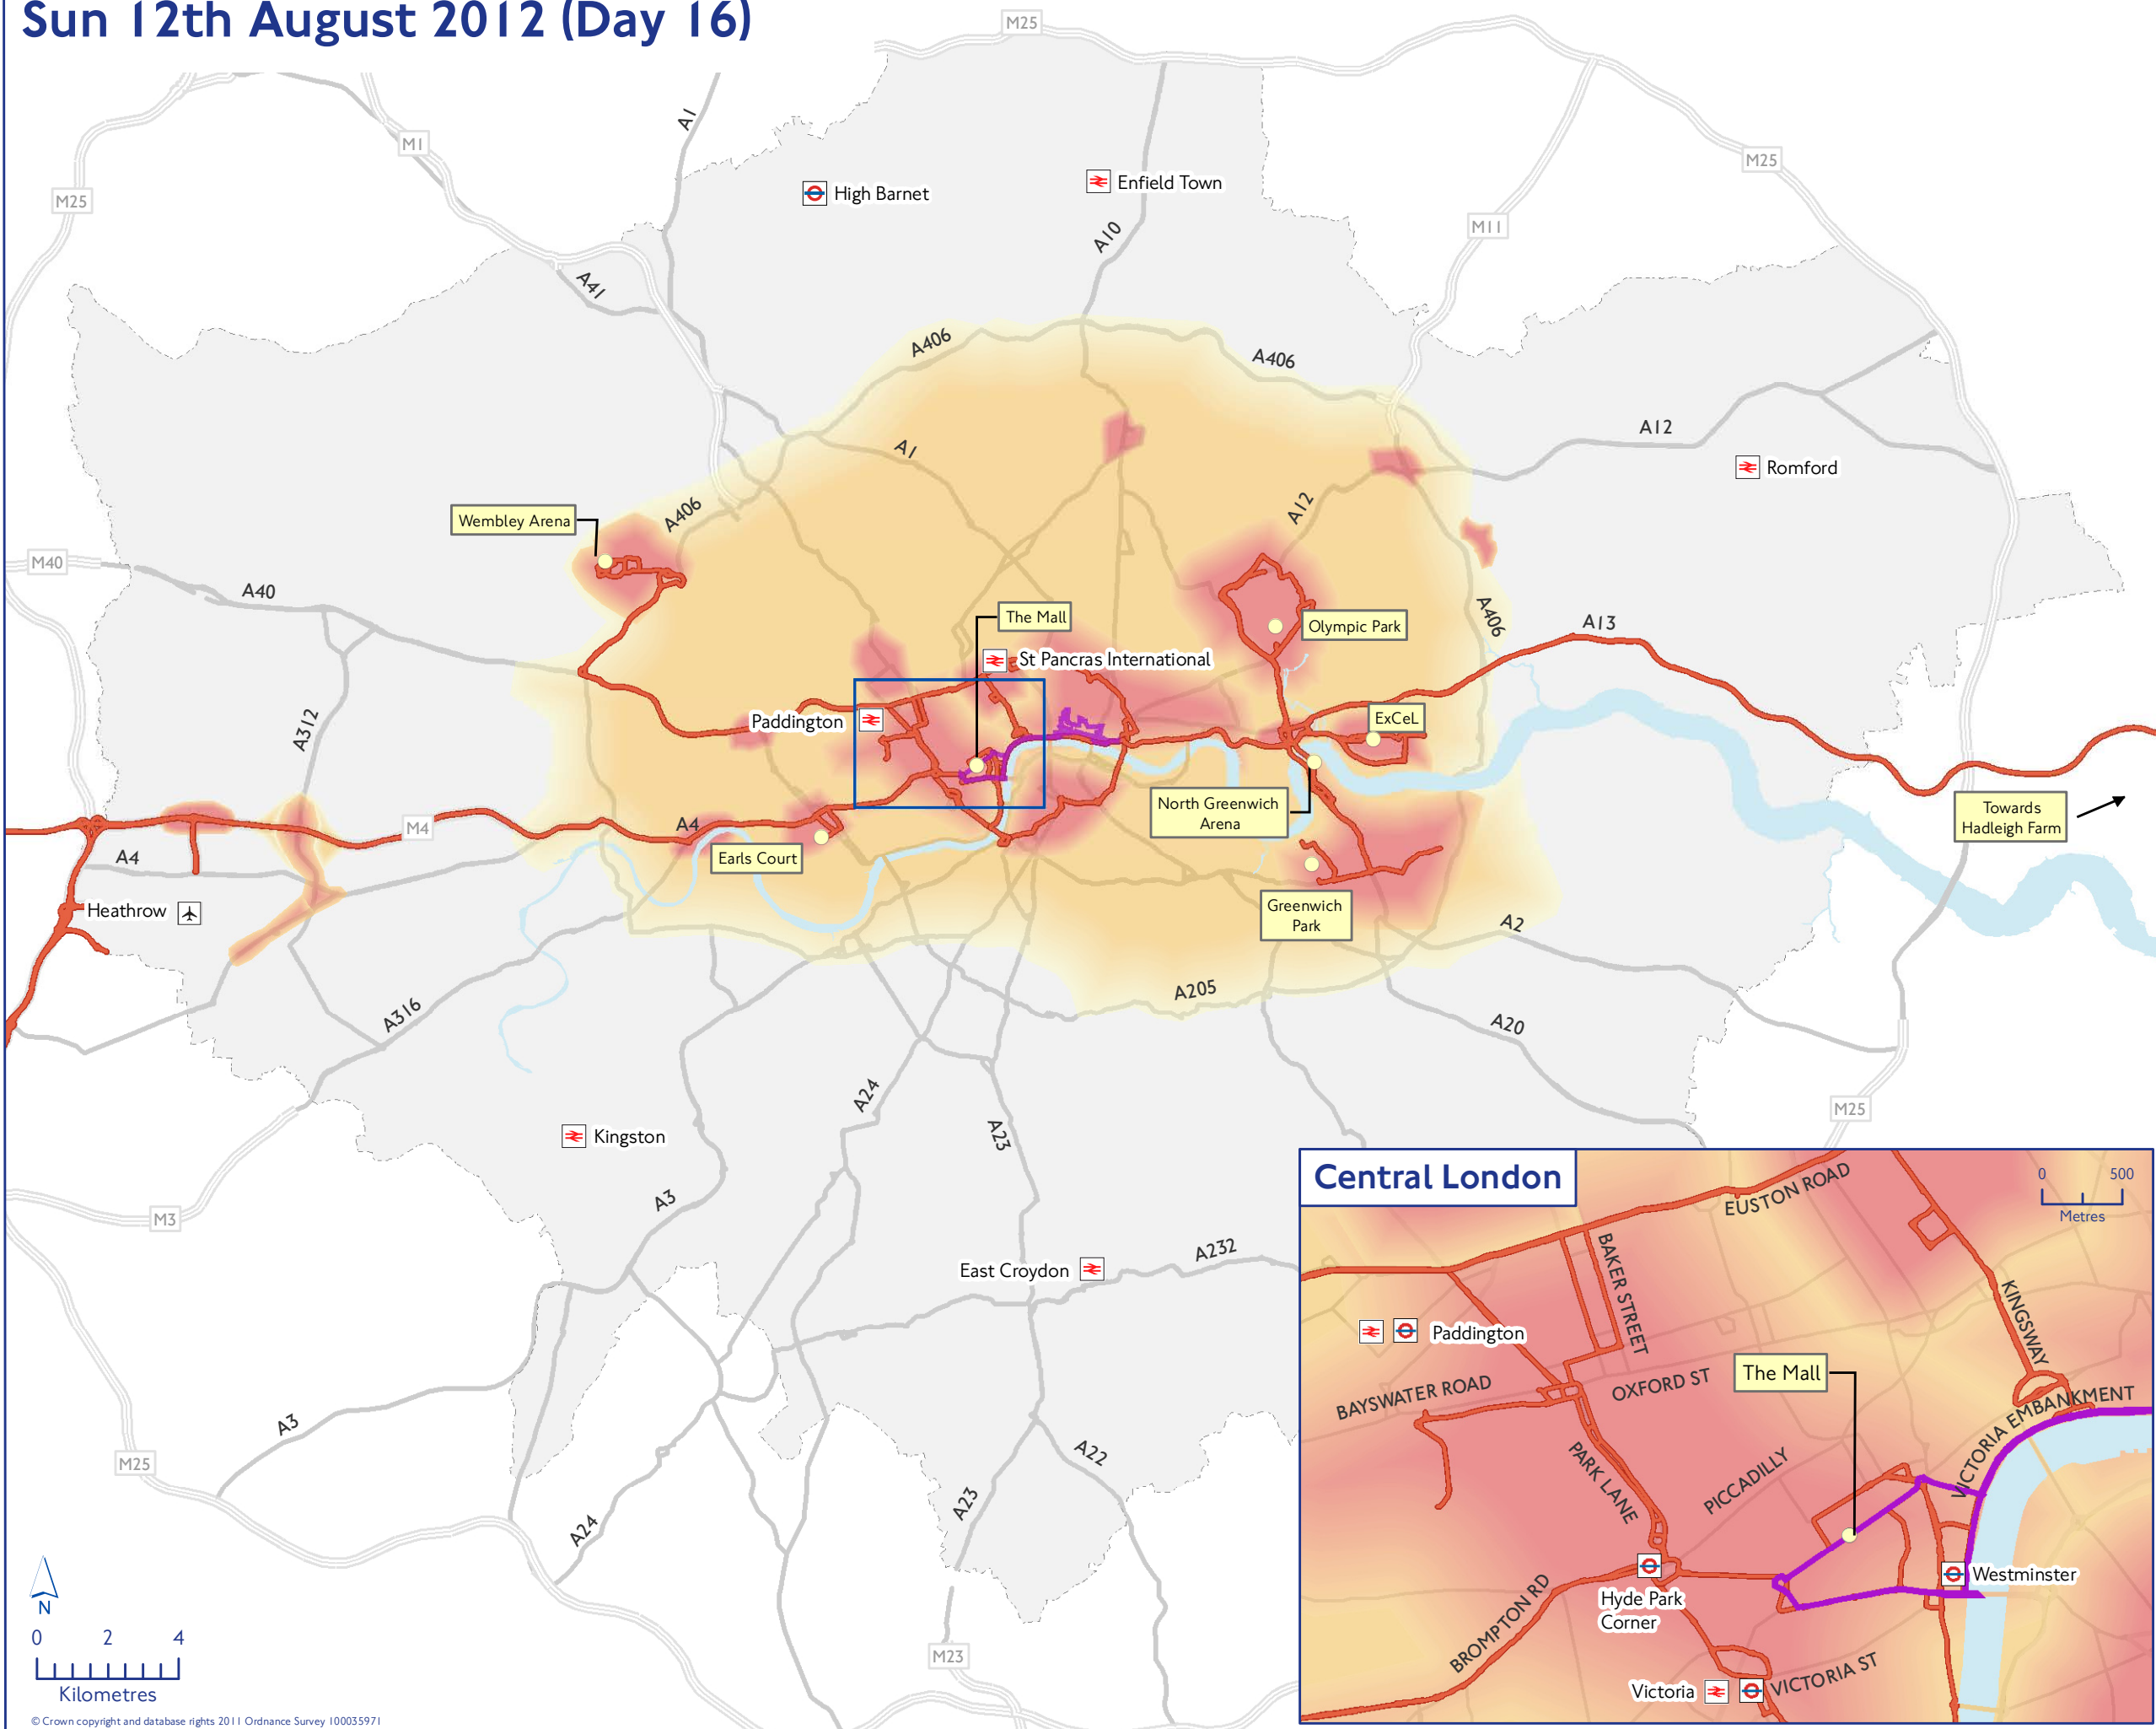 Sun 12th August 2012 (Day 16)
M25
M1
A1
M25
M25
High Barnet
Enfield Town
A10
M11
A41
A406
A406
A12
A1
Romford
A406
Wembley Arena
A12
M40
A40
A406
A13
The Mall
Olympic Park
St Pancras International
A312
Paddington
ExCeL
North Greenwich
Arena
Towards
Hadleigh Farm
M4
A4
A4
Earls Court
Heathrow
Greenwich
Park
A2
A205
A316
A20
A24
M25
A23
Kingston
A3
M3
A232
East Croydon
A3
M25
A22
A23
A24
M23
N
0 2 4
Kilometres
© Crown copyright and database rights 2011 Ordnance Survey 100035971
Central London
0 500
Metres
EUSTON ROAD
BAKER STREET
KINGSWAY
Paddington
The Mall
OXFORD ST
BAYSWATER ROAD
VICTORIA EMBANKMENT
PARK LANE
PICCADILLY
Westminster
Hyde Park
Corner
BROMPTON RD
Victoria
VICTORIA ST